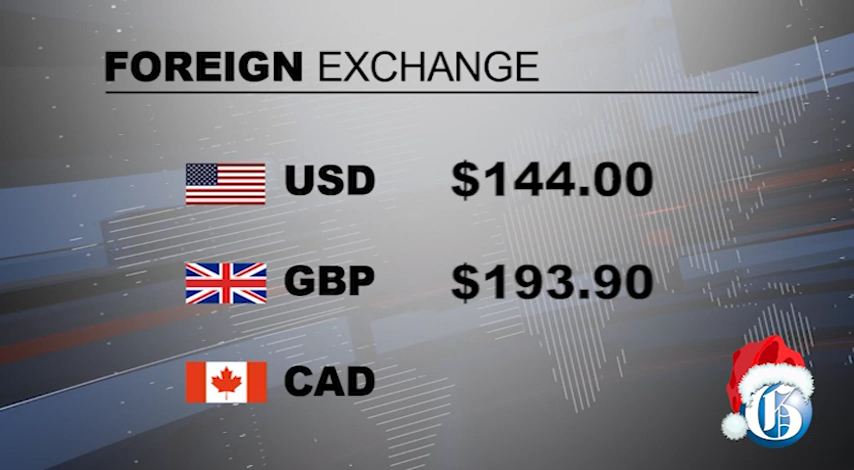 FOREIGN EXCHANGE
USD $144.00
GBP $193.90
CAD
G